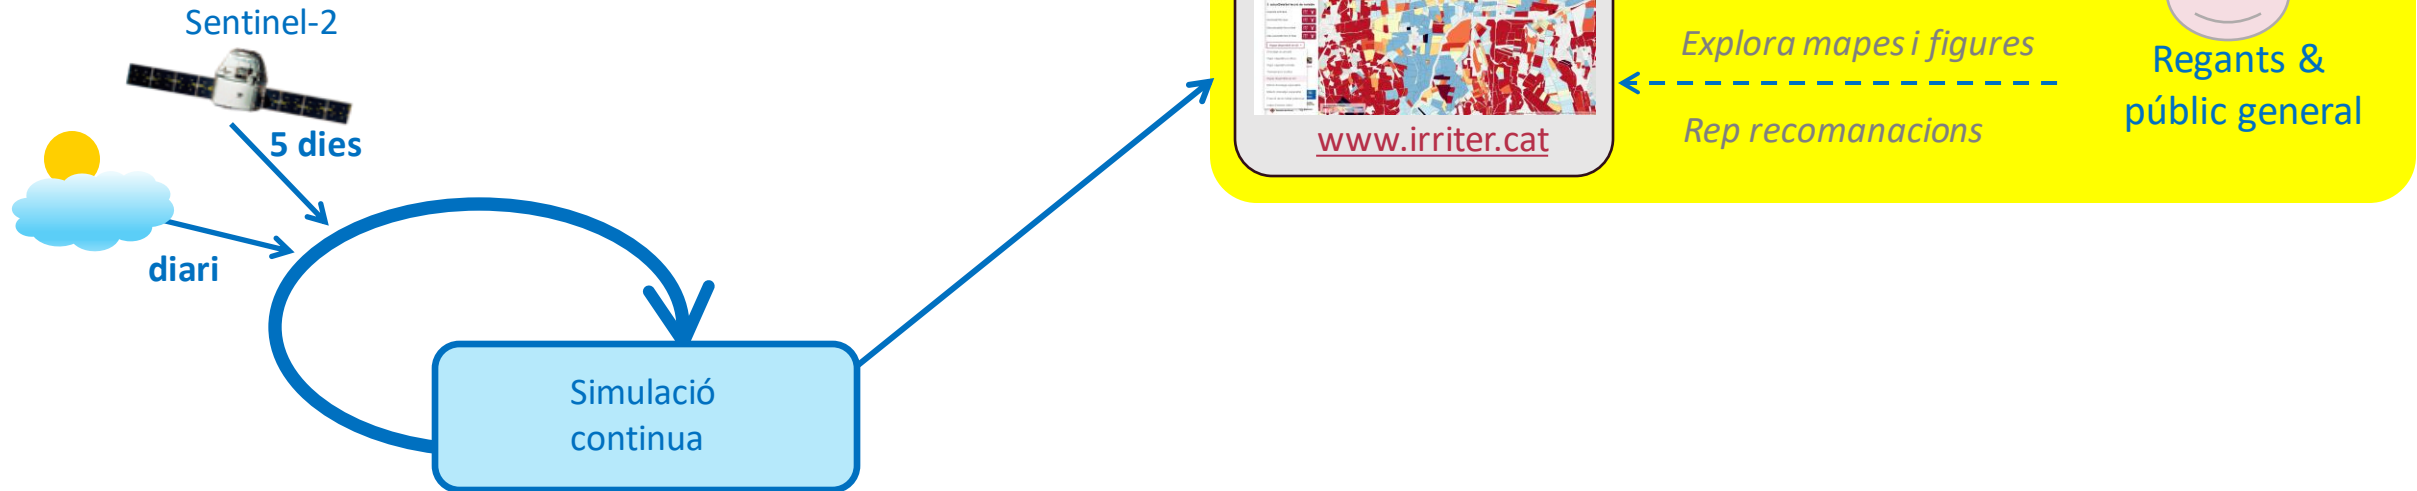 Sentinel-2
5 dies
diari
Simulació
continua
www.irriter.cat
Explora mapes i figures
Rep recomanacions
Regants &
públic general